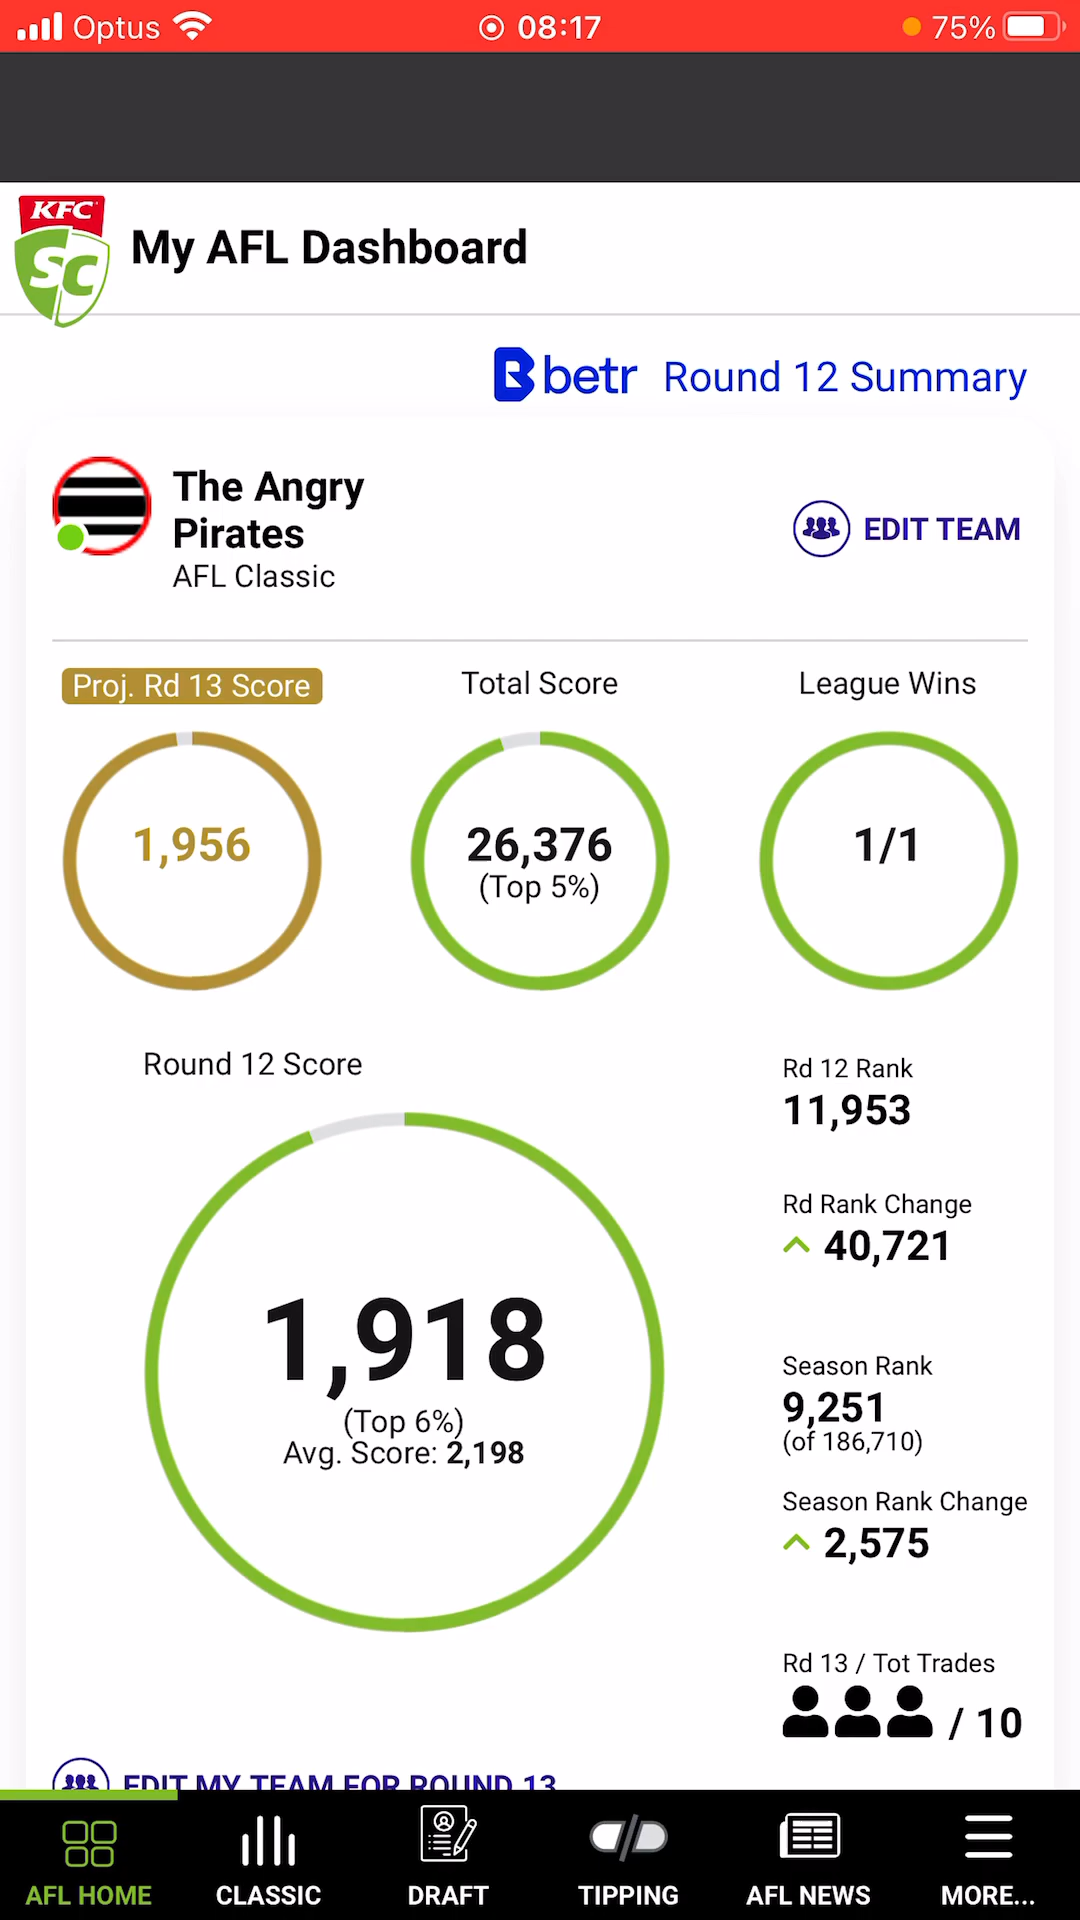 Optus 08:17 75%
KFC
SC
My AFL Dashboard
betr Round 12 Summary
The Angry
Pirates
AFL Classic
EDIT TEAM
Proj. Rd 13 Score
Total Score
League Wins
1,956
26,376
(Top 5%)
1/1
Round 12 Score
1,918
(Top 6%)
Avg. Score: 2,198
Rd 12 Rank
11,953
Rd Rank Change
40,721
Season Rank
9,251
(of 186,710)
Season Rank Change
2,575
Rd 13 / Tot Trades
/ 10
EDIT MY TEAM FOR ROUND 13
AFL HOME
CLASSIC
DRAFT
TIPPING
AFL NEWS
MORE...